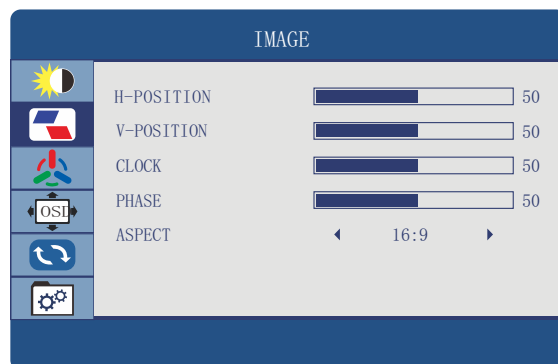 IMAGE
H-POSITION 50
V-POSITION 50
CLOCK 50
PHASE 50
ASPECT 16:9
OSD